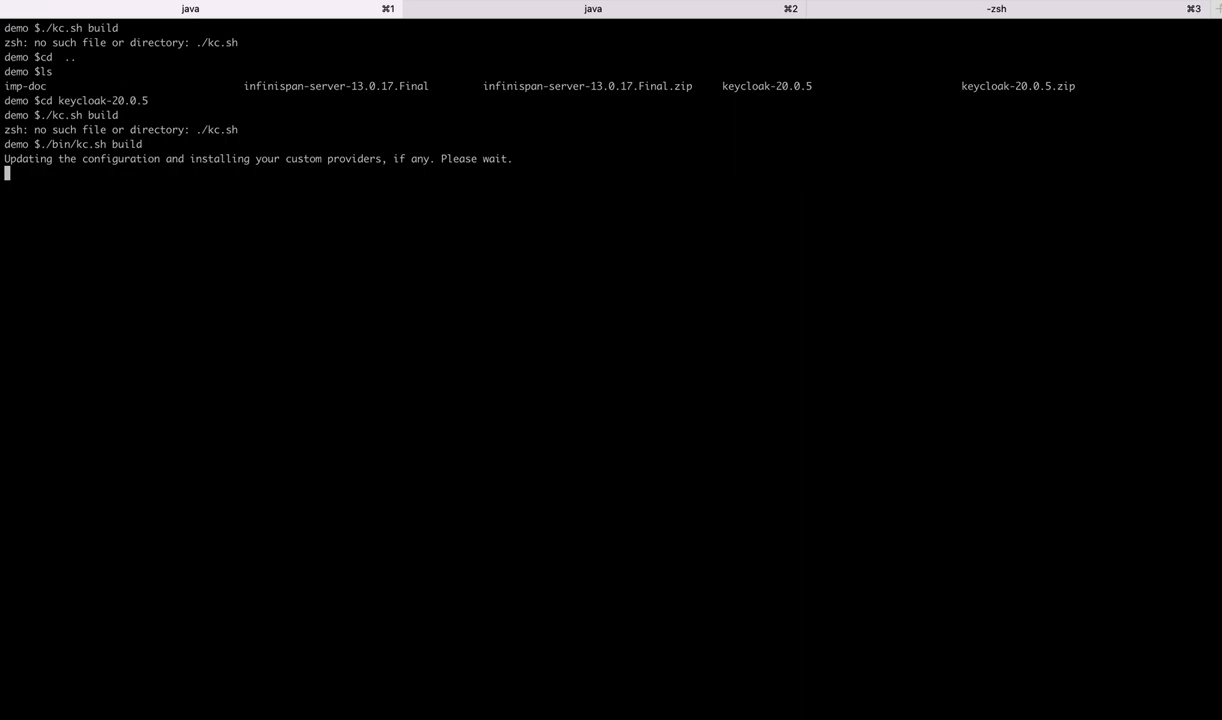 java ⌘1 java ⌘2 -zsh ⌘3
demo $./kc.sh build
zsh: no such file or directory: ./kc.sh
demo $cd  ..
demo $ls
imp-doc infinispan-server-13.0.17.Final infinispan-server-13.0.17.Final.zip keycloak-20.0.5 keycloak-20.0.5.zip
demo $cd keycloak-20.0.5
demo $./kc.sh build
zsh: no such file or directory: ./kc.sh
demo $./bin/kc.sh build
Updating the configuration and installing your custom providers, if any. Please wait.